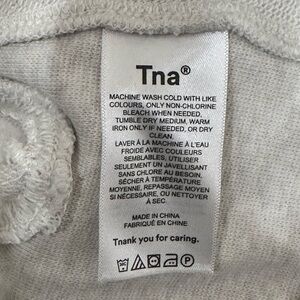 Tna®
MACHINE WASH COLD WITH LIKE
COLOURS, ONLY NON-CHLORINE
BLEACH WHEN NEEDED,
TUMBLE DRY MEDIUM, WARM
IRON ONLY IF NEEDED, OR DRY
CLEAN.
LAVER À LA MACHINE À L'EAU
FROIDE AVEC COULEURS
SEMBLABLES, UTILISER
SEULEMENT UN JAVELLISANT
SANS CHLORE AU BESOIN,
SÉCHER À TEMPÉRATURE
MOYENNE, REPASSAGE MOYEN
SI NÉCESSAIRE, OU NETTOYER
À SEC.
MADE IN CHINA
FABRIQUÉ EN CHINE
Tnank you for caring.
P